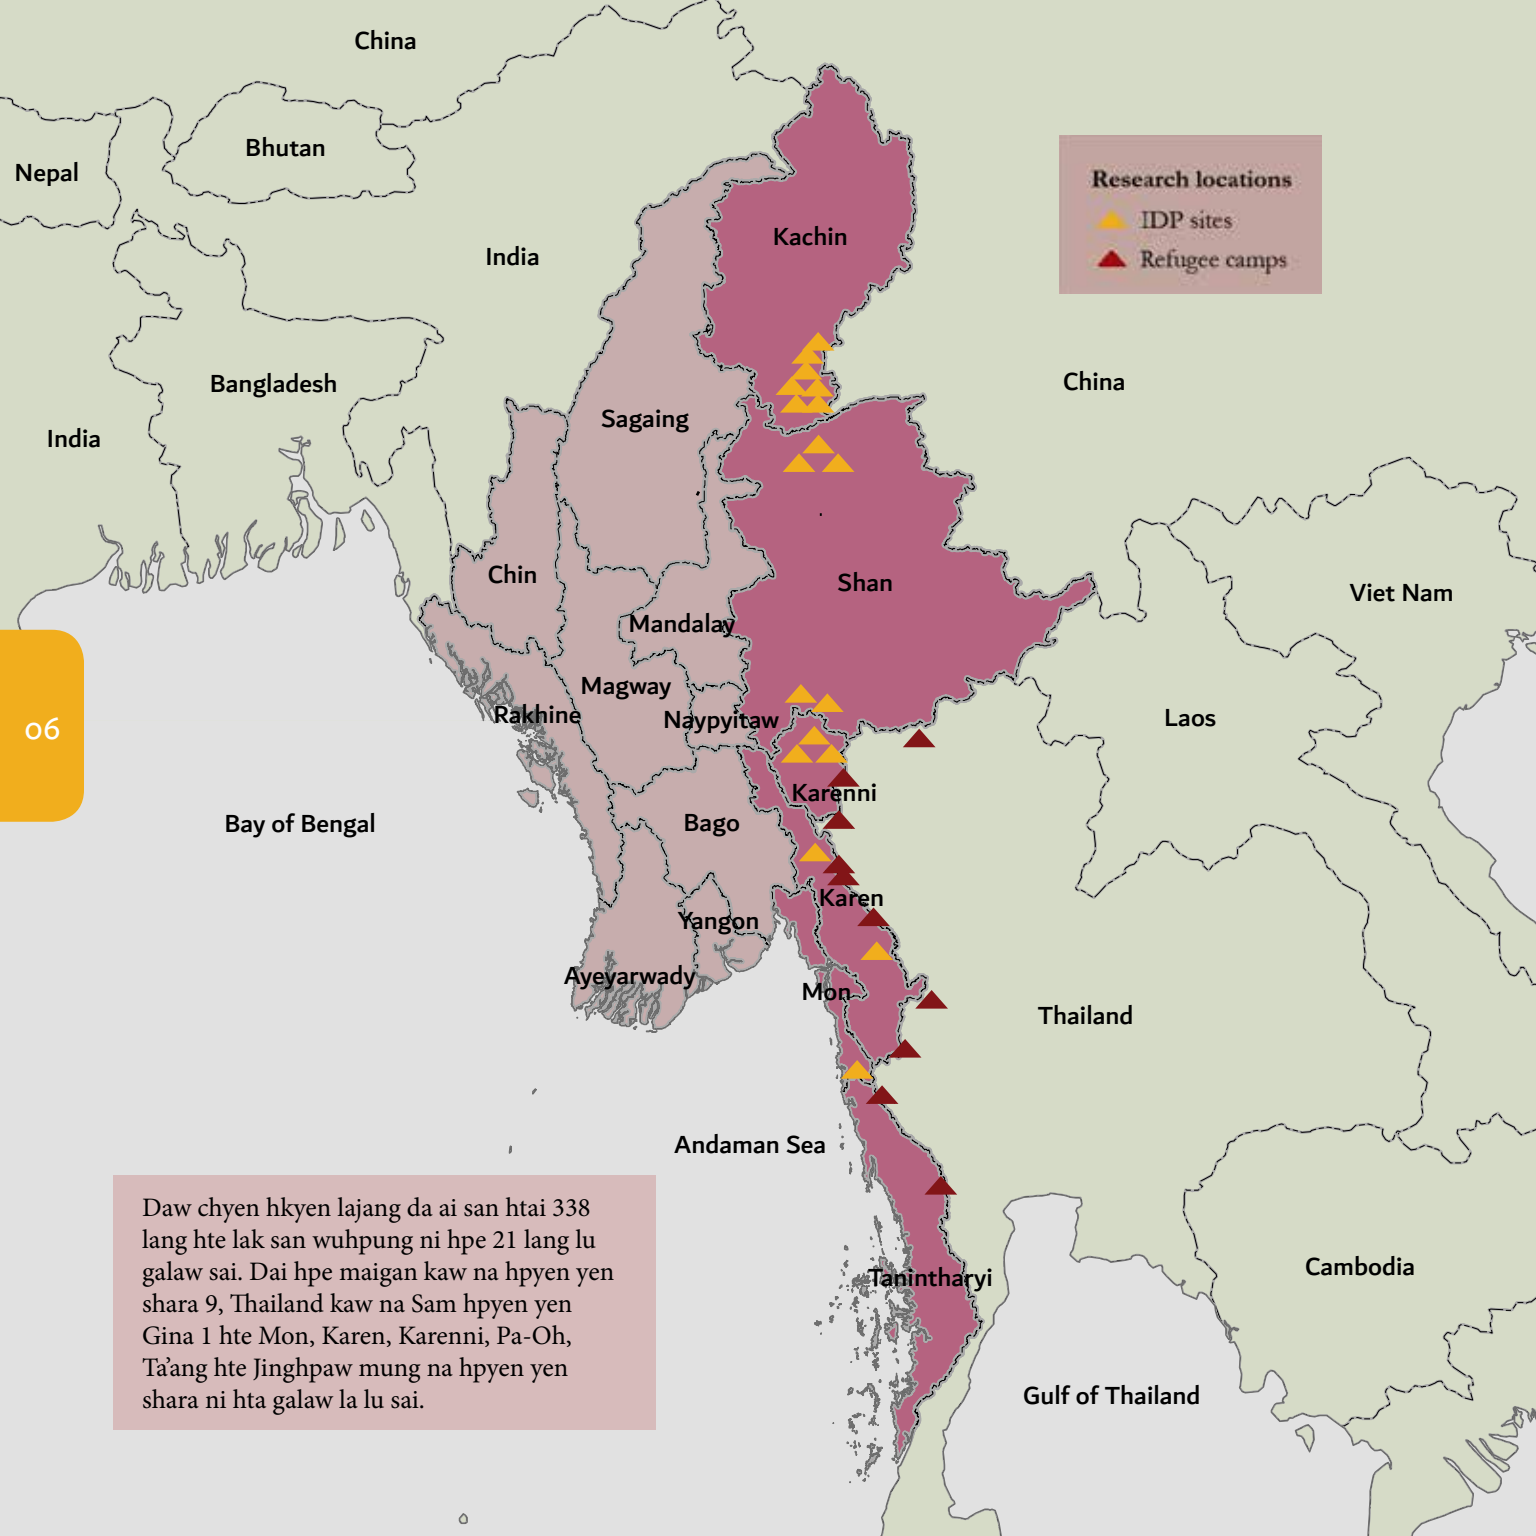 China
Bhutan
Nepal
India
Kachin
Research locations
IDP sites
Refugee camps
Bangladesh
India
Sagaing
China
Chin
Shan
Viet Nam
Mandalay
Magway
Rakhine
Naypyitaw
Laos
06
Karenni
Bay of Bengal
Bago
Karen
Yangon
Ayeyarwady
Mon
Thailand
Andaman Sea
Daw chyen hkyen lajang da ai san htai 338
lang hte lak san wuhpung ni hpe 21 lang lu
galaw sai. Dai hpe maigan kaw na hpyen yen
shara 9, Thailand kaw na Sam hpyen yen
Gina 1 hte Mon, Karen, Karenni, Pa-Oh,
Ta’ang hte Jinghpaw mung na hpyen yen
shara ni hta galaw la lu sai.
Tanintharyi
Cambodia
Gulf of Thailand